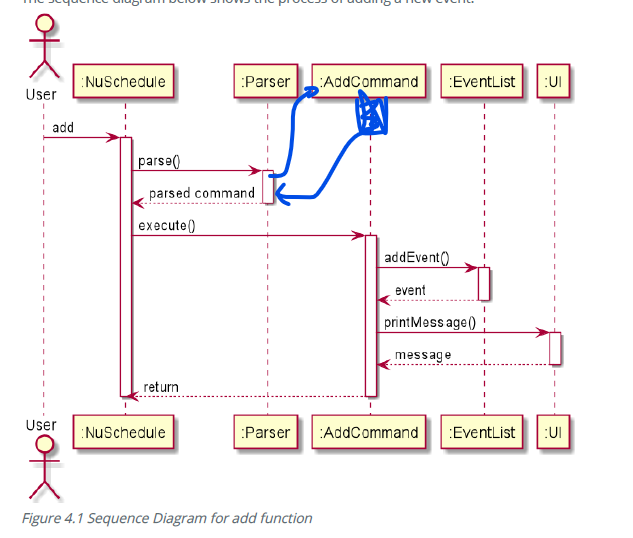 The sequence diagram below shows the process of adding a new event.
User
:NuSchedule :Parser :AddCommand :EventList :UI
add
parse()
parsed command
execute()
addEvent()
event
printMessage()
message
return
User
:NuSchedule :Parser :AddCommand :EventList :UI
Figure 4.1 Sequence Diagram for add function